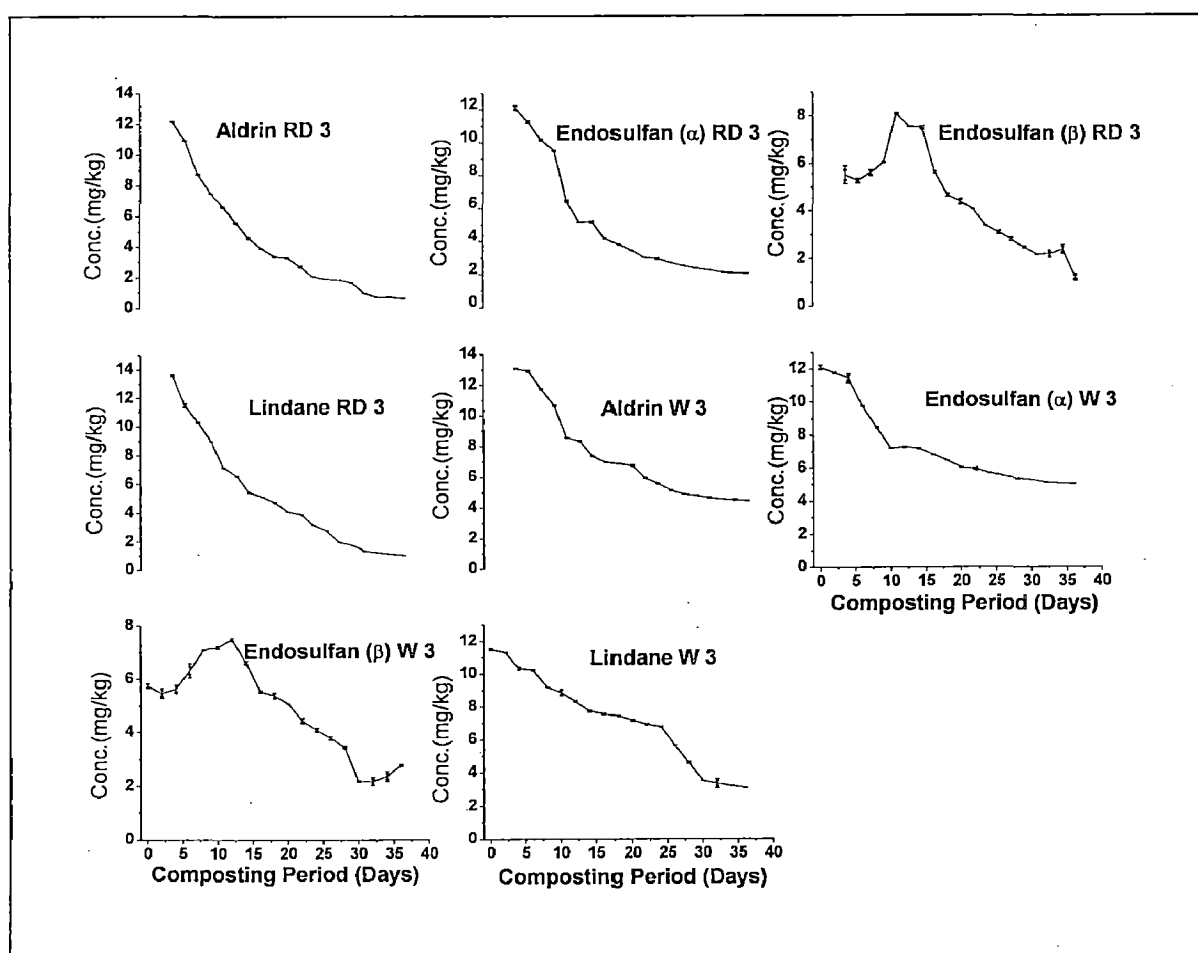 Aldrin RD 3
Conc.(mg/kg)
14
12
10
8
6
4
2
0
Endosulfan (α) RD 3
Conc.(mg/kg)
12
10
8
6
4
2
0
Endosulfan (β) RD 3
Conc.(mg/kg)
8
6
4
2
0
Lindane RD 3
Conc.(mg/kg)
14
12
10
8
6
4
2
0
Aldrin W 3
Conc.(mg/kg)
14
12
10
8
6
4
2
0
Endosulfan (α) W 3
Conc.(mg/kg)
12
10
8
6
4
2
0
0 5 10 15 20 25 30 35 40
Composting Period (Days)
Endosulfan (β) W 3
Conc.(mg/kg)
8
6
4
2
0
0 5 10 15 20 25 30 35 40
Composting Period (Days)
Lindane W 3
Conc.(mg/kg)
12
10
8
6
4
2
0
0 5 10 15 20 25 30 35 40
Composting Period (Days)